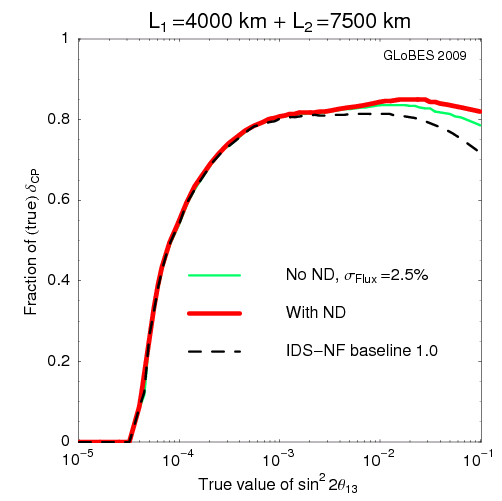 L₁=4000 km + L₂=7500 km
GLoBES 2009
1
0.8
0.6
0.4
0.2
0
Fraction of (true) δCP
No ND, σFlux=2.5%
With ND
IDS−NF baseline 1.0
10⁻⁵ 10⁻⁴ 10⁻³ 10⁻² 10⁻¹
True value of sin² 2θ₁₃